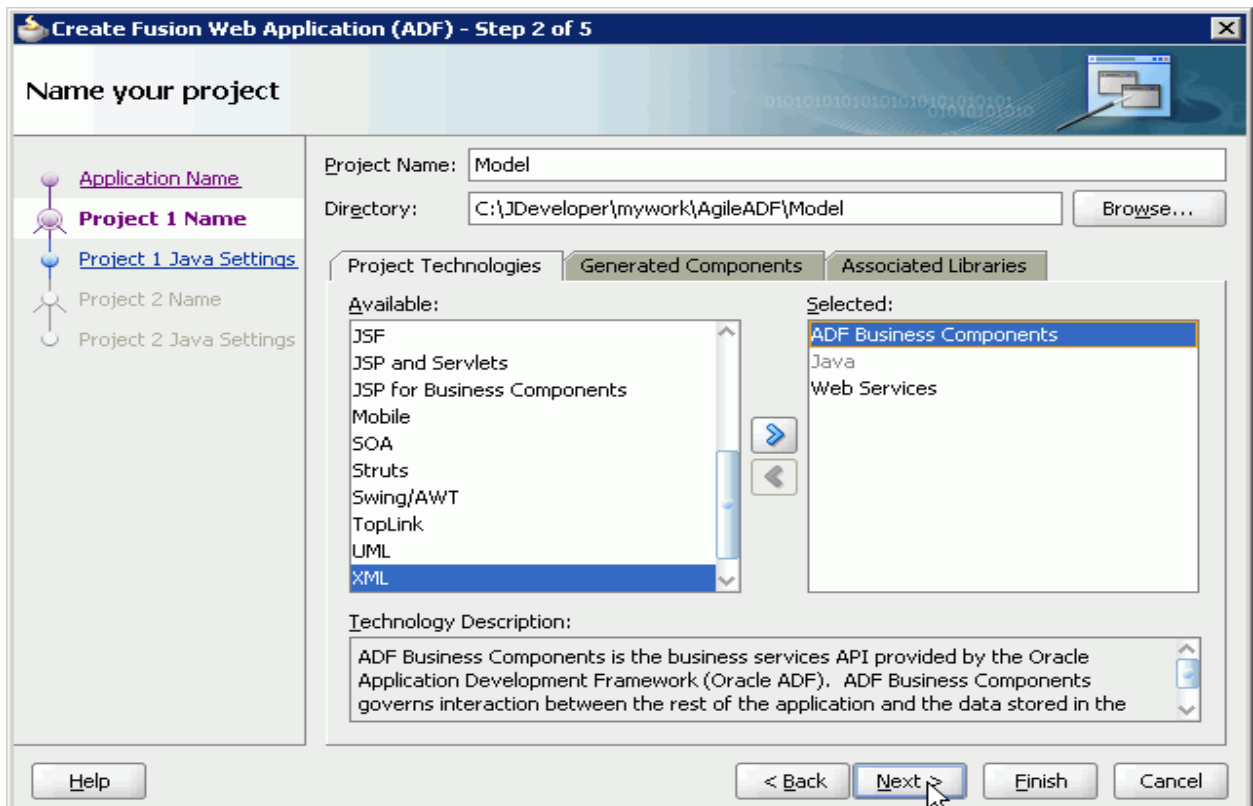 Create Fusion Web Application (ADF) - Step 2 of 5
Name your project
Application Name
Project 1 Name
Project 1 Java Settings
Project 2 Name
Project 2 Java Settings
Project Name: Model
Directory: C:\JDeveloper\mywork\AgileADF\Model Browse...
Project Technologies Generated Components Associated Libraries
Available:
JSF
JSP and Servlets
JSP for Business Components
Mobile
SOA
Struts
Swing/AWT
TopLink
UML
XML
Selected:
ADF Business Components
Java
Web Services
Technology Description:
ADF Business Components is the business services API provided by the Oracle
Application Development Framework (Oracle ADF). ADF Business Components
governs interaction between the rest of the application and the data stored in the
Help < Back Next > Finish Cancel